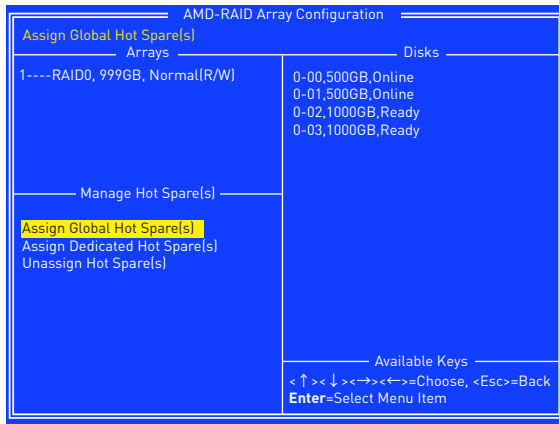 AMD-RAID Array Configuration
Assign Global Hot Spare(s)
Arrays
1----RAID0, 999GB, Normal(R/W)
Manage Hot Spare(s)
Assign Global Hot Spare(s)
Assign Dedicated Hot Spare(s)
Unassign Hot Spare(s)
Disks
0-00,500GB,Online
0-01,500GB,Online
0-02,1000GB,Ready
0-03,1000GB,Ready
Available Keys
<↑><↓><→><←>=Choose, <Esc>=Back
Enter=Select Menu Item